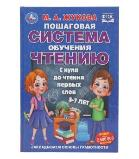 М. А. ЖУКОВА
ПОШАГОВАЯ
СИСТЕМА
ОБУЧЕНИЯ
ЧТЕНИЮ
С нуля
до чтения
первых
слов
5-7 ЛЕТ